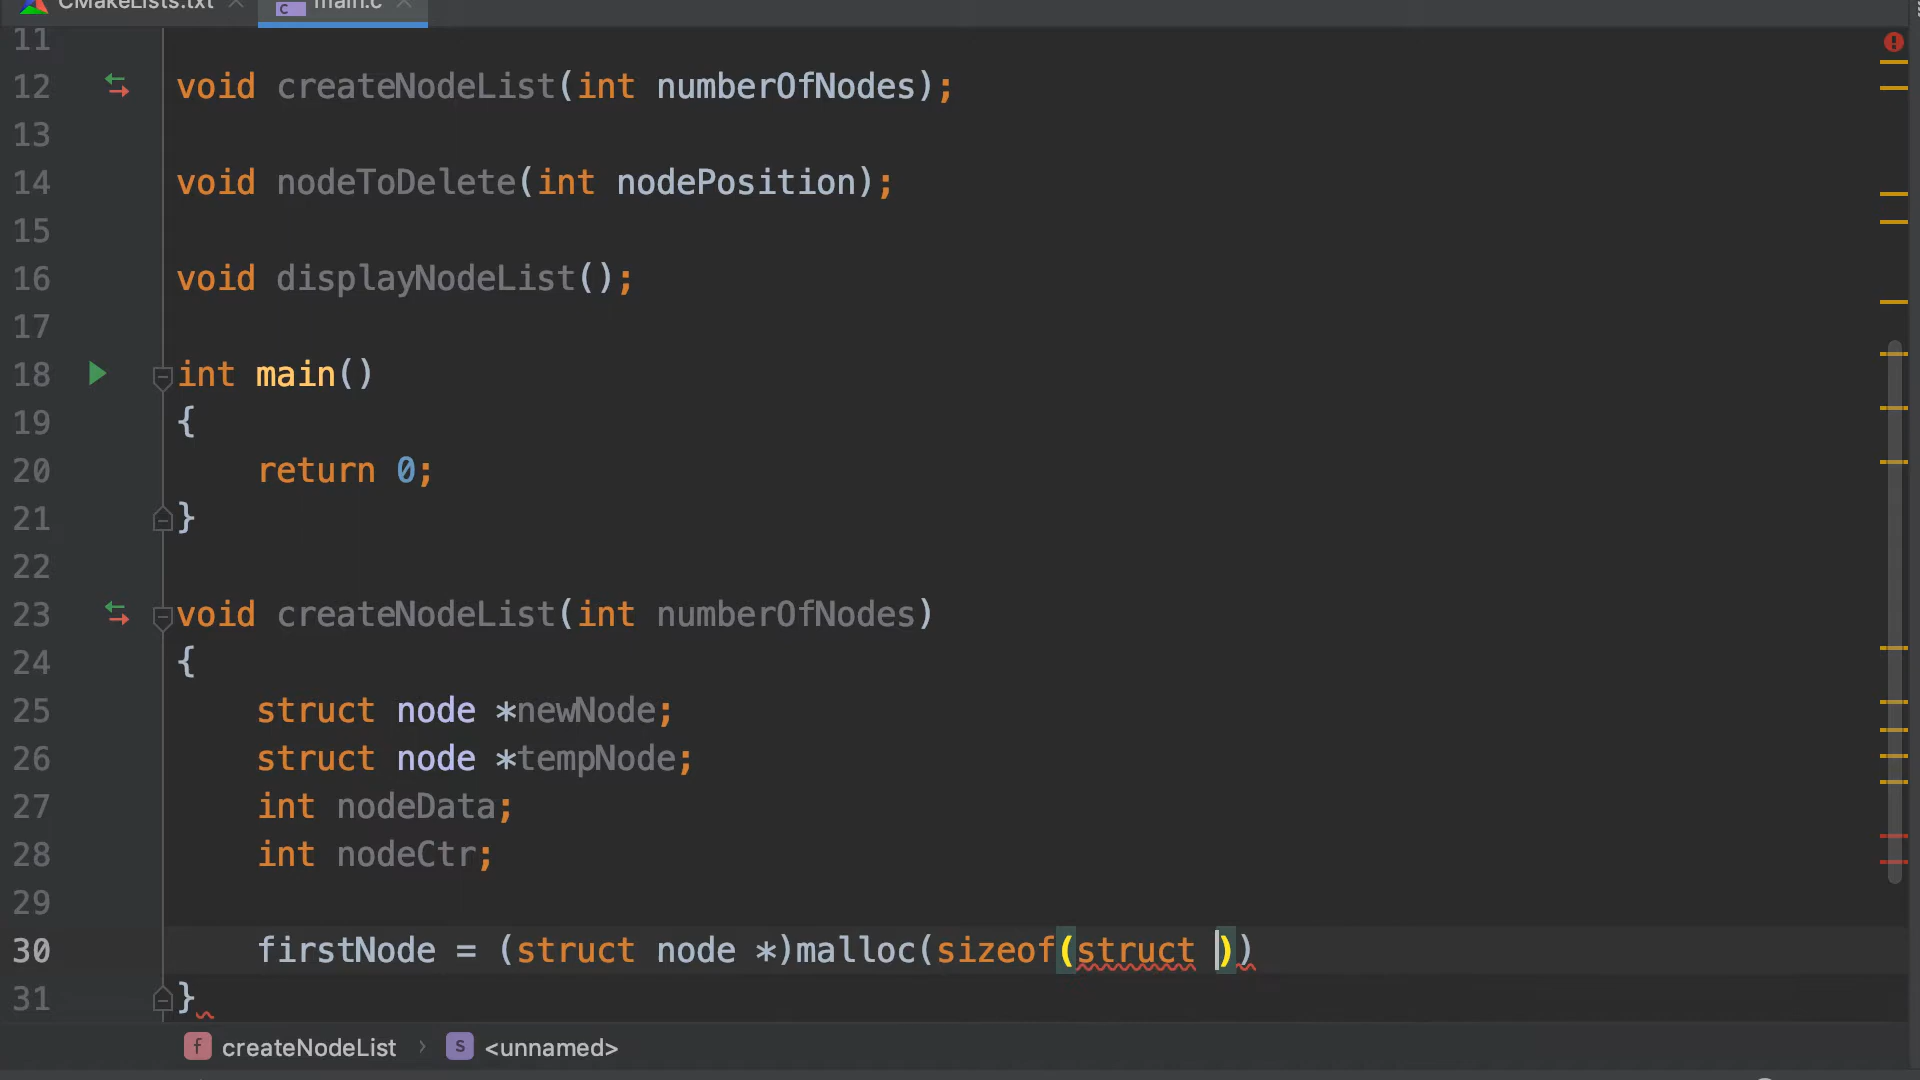 CMakeLists.txt main.c
11
12 void createNodeList(int numberOfNodes);
13
14 void nodeToDelete(int nodePosition);
15
16 void displayNodeList();
17
18 int main()
19 {
20 return 0;
21 }
22
23 void createNodeList(int numberOfNodes)
24 {
25 struct node *newNode;
26 struct node *tempNode;
27 int nodeData;
28 int nodeCtr;
29
30 firstNode = (struct node *)malloc(sizeof(struct ))
31 }
f createNodeList › S <unnamed>